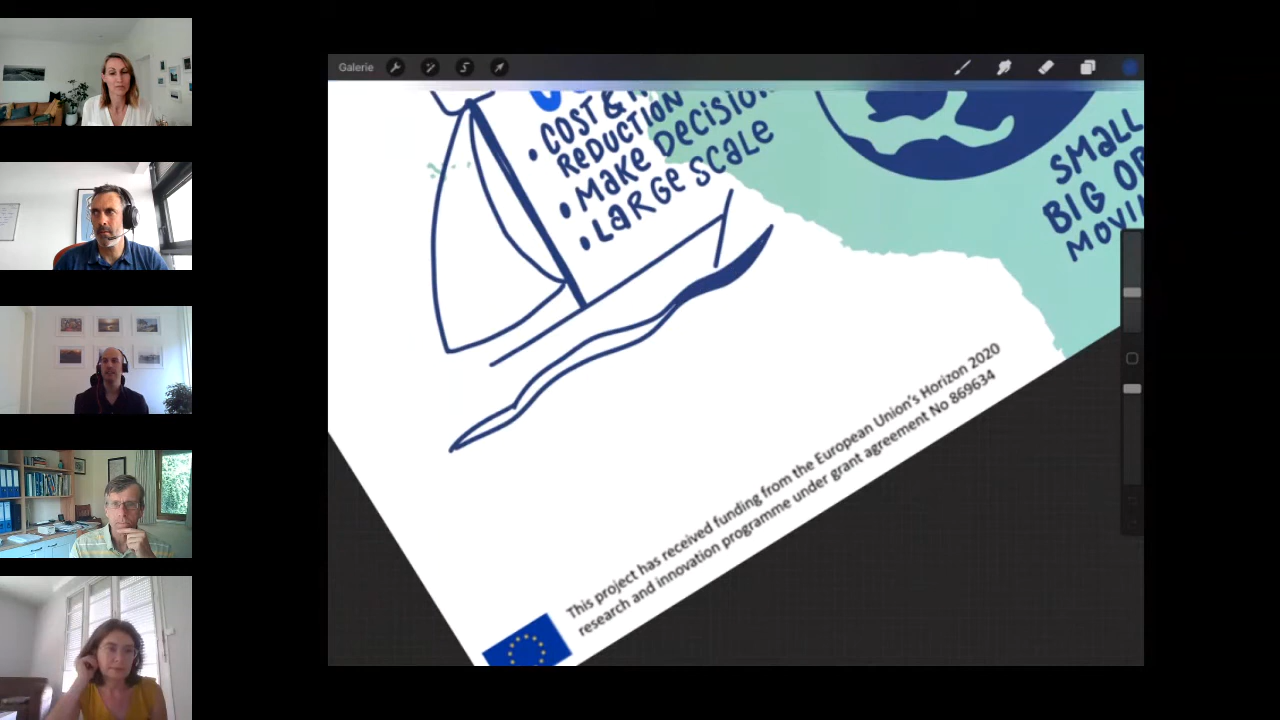 Galerie
COST &
REDUCTION
MAKE DECISION
LARGE SCALE
SMALL
BIG
MOVI
This project has received funding from the European Union's Horizon 2020
research and innovation programme under grant agreement No 869634